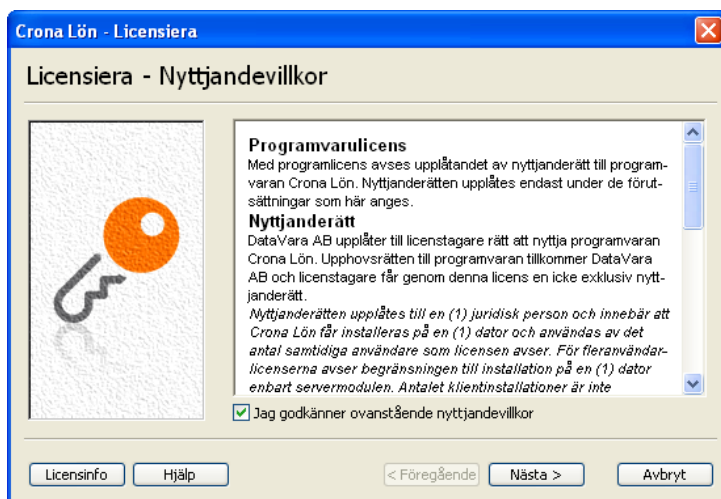 Crona Lön - Licensiera
Licensiera - Nyttjandevillkor
Programvarulicens
Med programlicens avses upplåtandet av nyttjanderätt till program-
varan Crona Lön. Nyttjanderätten upplåtes endast under de förut-
sättningar som här anges.
Nyttjanderätt
DataVara AB upplåter till licenstagare rätt att nyttja programvaran
Crona Lön. Upphovsrätten till programvaran tillkommer DataVara
AB och licenstagare får genom denna licens en icke exklusiv nytt-
janderätt.
Nyttjanderätten upplåtes till en (1) juridisk person och innebär att
Crona Lön får installeras på en (1) dator och användas av det
antal samtidiga användare som licensen avser. För fleranvändar-
licenserna avser begränsningen till installation på en (1) dator
enbart servermodulen. Antalet klientinstallationer är inte
Jag godkänner ovanstående nyttjandevillkor
Licensinfo
Hjälp
< Föregående
Nästa >
Avbryt